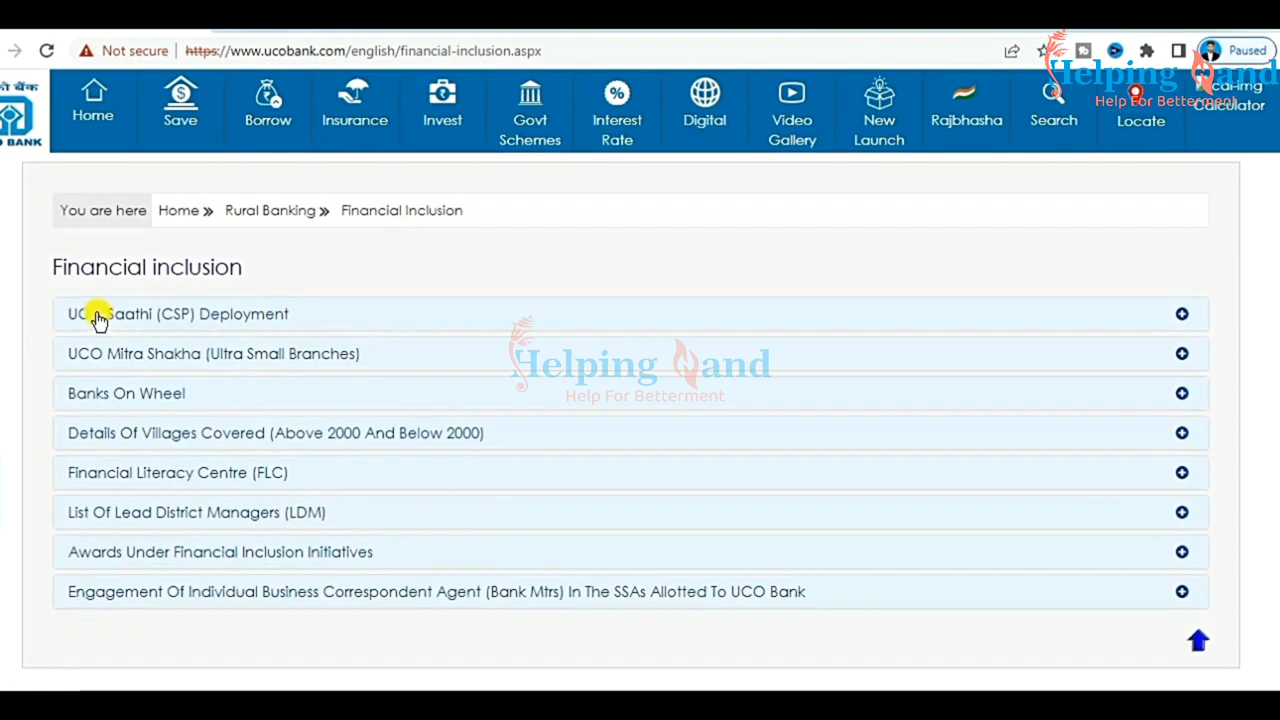 Not secure | https://www.ucobank.com/english/financial-inclusion.aspx
Paused
को बैंक
BANK
Home
Save
Borrow
Insurance
Invest
Govt Schemes
Interest Rate
Digital
Video Gallery
New Launch
Rajbhasha
Search
Locate
Calculator
Helping Hand
Help For Betterment
You are here Home » Rural Banking » Financial Inclusion
Financial inclusion
Saathi (CSP) Deployment
UCO Mitra Shakha (Ultra Small Branches)
Helping Hand
Help For Betterment
Banks On Wheel
Details Of Villages Covered (Above 2000 And Below 2000)
Financial Literacy Centre (FLC)
List Of Lead District Managers (LDM)
Awards Under Financial Inclusion Initiatives
Engagement Of Individual Business Correspondent Agent (Bank Mtrs) In The SSAs Allotted To UCO Bank